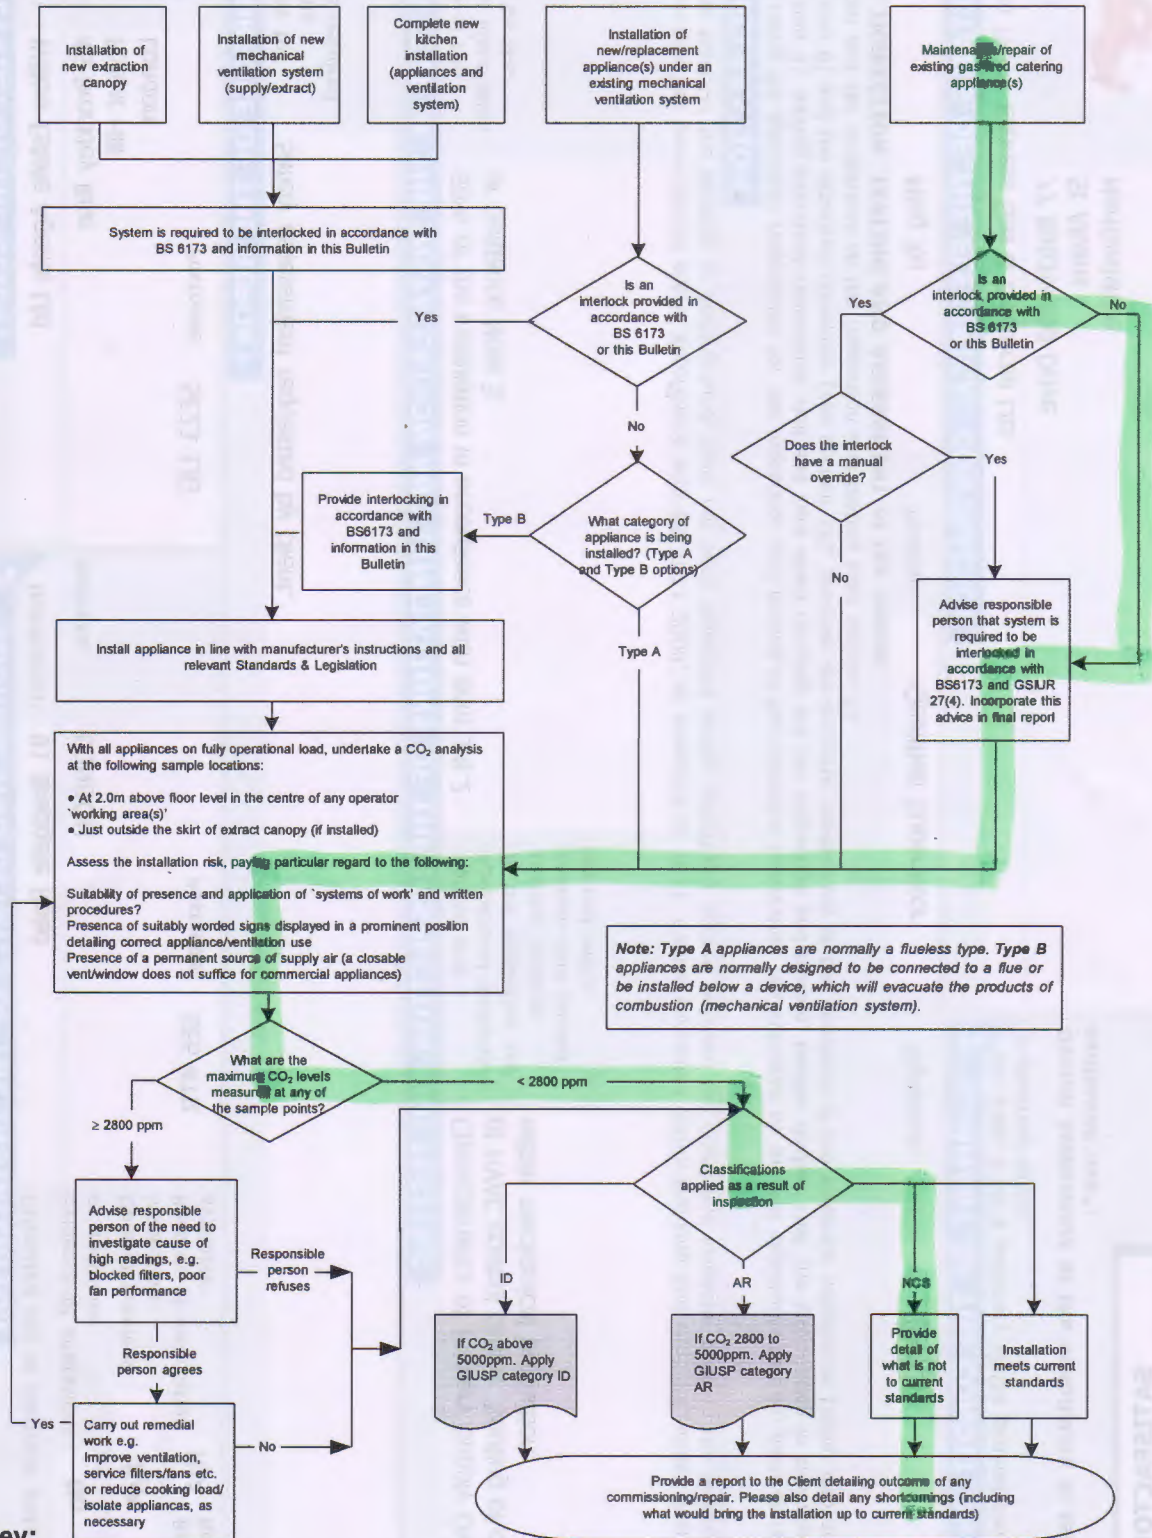 Installation of
new extraction
canopy
Installation of new
mechanical
ventilation system
(supply/extract)
Complete new
kitchen
installation
(appliances and
ventilation
system)
Installation of
new/replacement
appliance(s) under an
existing mechanical
ventilation system
Maintenance/repair of
existing gas-fired catering
appliance(s)
System is required to be interlocked in accordance with
BS 6173 and information in this Bulletin
Yes
Is an
interlock provided in
accordance with
BS 6173
or this Bulletin
No
Yes
Is an
interlock provided in
accordance with
BS 6173
or this Bulletin
No
Does the interlock
have a manual
override?
Yes
No
Provide interlocking in
accordance with
BS6173 and
information in this
Bulletin
Type B
What category of
appliance is being
installed? (Type A
and Type B options)
Type A
Advise responsible
person that system is
required to be
interlocked in
accordance with
BS6173 and GSIUR
27(4). Incorporate this
advice in final report
Install appliance in line with manufacturer's instructions and all
relevant Standards & Legislation
With all appliances on fully operational load, undertake a CO₂ analysis
at the following sample locations:
• At 2.0m above floor level in the centre of any operator
`working area(s)'
• Just outside the skirt of extract canopy (if installed)
Assess the installation risk, paying particular regard to the following:
Suitability of presence and application of `systems of work' and written
procedures?
Presence of suitably worded signs displayed in a prominent position
detailing correct appliance/ventilation use
Presence of a permanent source of supply air (a closable
vent/window does not suffice for commercial appliances)
Note: Type A appliances are normally a flueless type. Type B
appliances are normally designed to be connected to a flue or
be installed below a device, which will evacuate the products of
combustion (mechanical ventilation system).
What are the
maximum CO₂ levels
measured at any of
the sample points?
< 2800 ppm
≥ 2800 ppm
Classifications
applied as a result of
inspection
Advise responsible
person of the need to
investigate cause of
high readings, e.g.
blocked filters, poor
fan performance
Responsible
person
refuses
Responsible
person agrees
ID
AR
NCS
If CO₂ above
5000ppm. Apply
GIUSP category ID
If CO₂ 2800 to
5000ppm. Apply
GIUSP category
AR
Provide
detail of
what is not
to current
standards
Installation
meets current
standards
Yes
Carry out remedial
work e.g.
Improve ventilation,
service filters/fans etc.
or reduce cooking load/
isolate appliances, as
necessary
No
Provide a report to the Client detailing outcome of any
commissioning/repair. Please also detail any shortcomings (including
what would bring the installation up to current standards)